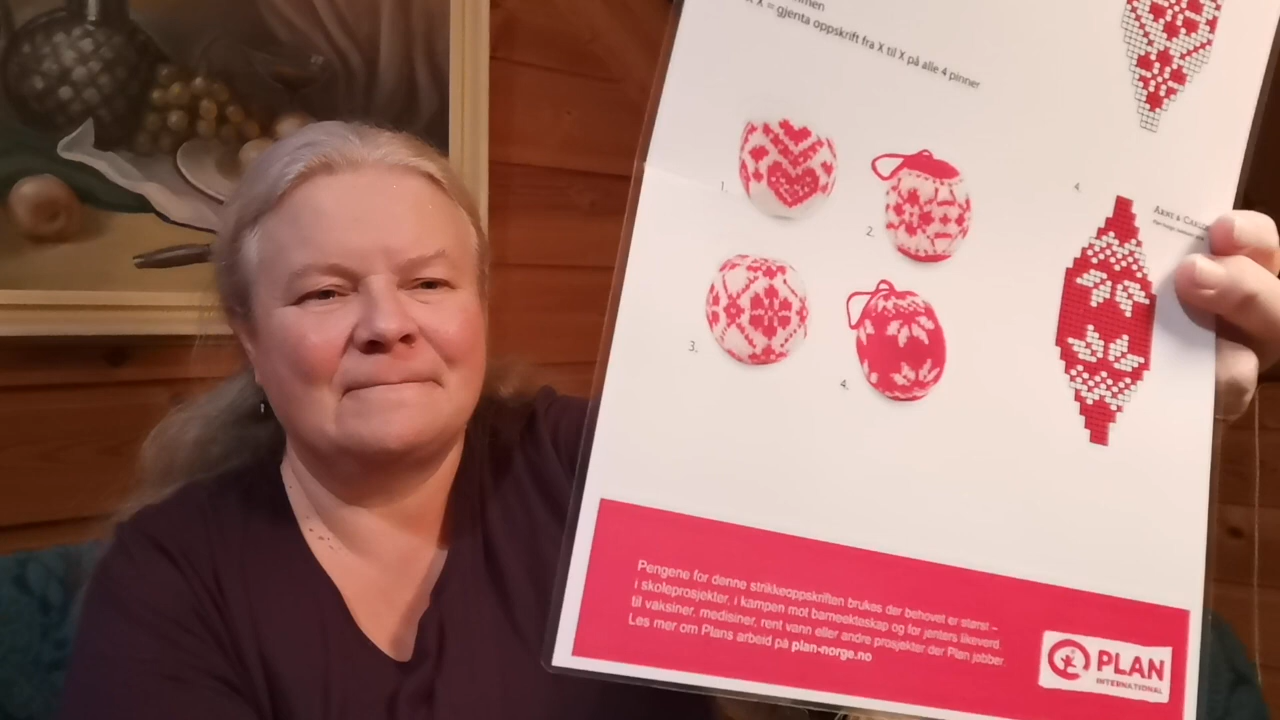 = gjenta oppskrift fra X til X på alle 4 pinner
1.
2.
3.
4.
4.
ARNE & CARLOS
Pengene for denne strikkeoppskriften brukes der behovet er størst –
i skoleprosjekter, i kampen mot barneekteskap og for jenters likeverd,
til vaksiner, medisiner, rent vann eller andre prosjekter der Plan jobber.
Les mer om Plans arbeid på plan-norge.no
PLAN
INTERNATIONAL